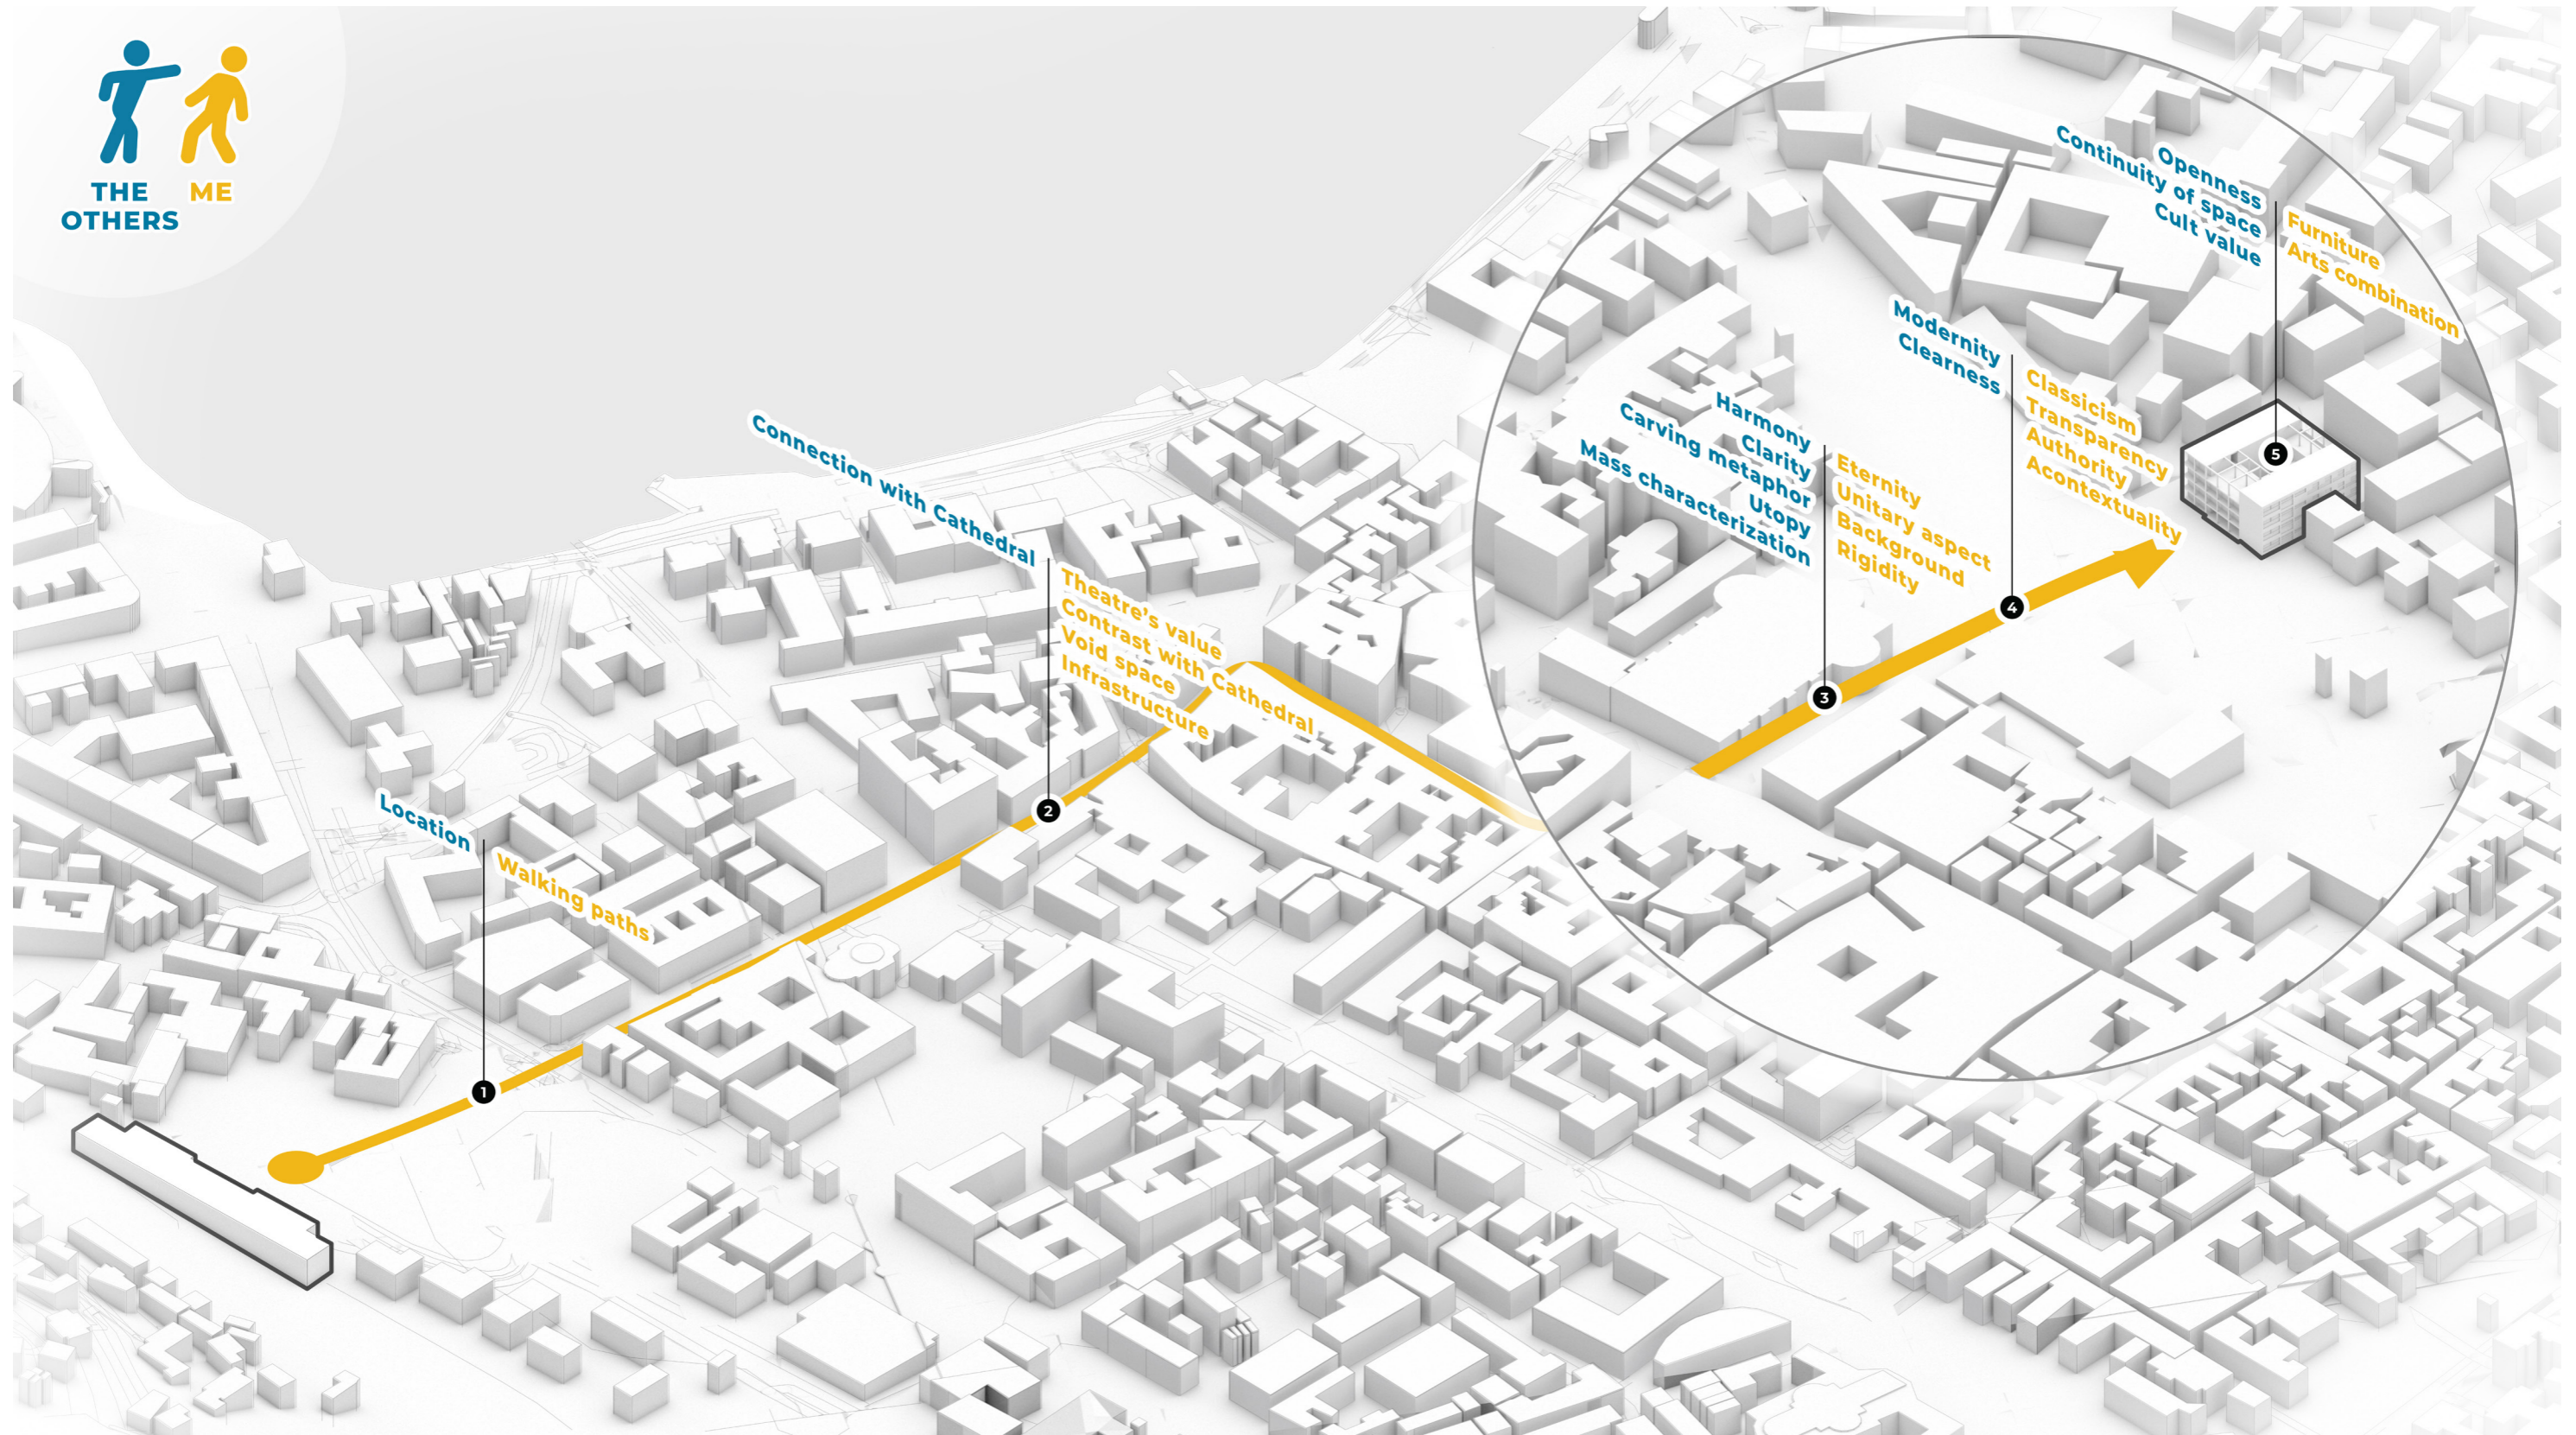 THE
OTHERS
ME
Location
1
Walking paths
Connection with Cathedral
2
Theatre's value
Contrast with Cathedral
Void space
Infrastructure
Harmony
Clarity
Carving metaphor
Utopy
Mass characterization
3
Eternity
Unitary aspect
Background
Rigidity
Modernity
Clearness
4
Classicism
Transparency
Authority
Acontextuality
Openness
Continuity of space
Cult value
5
Furniture
Arts combination